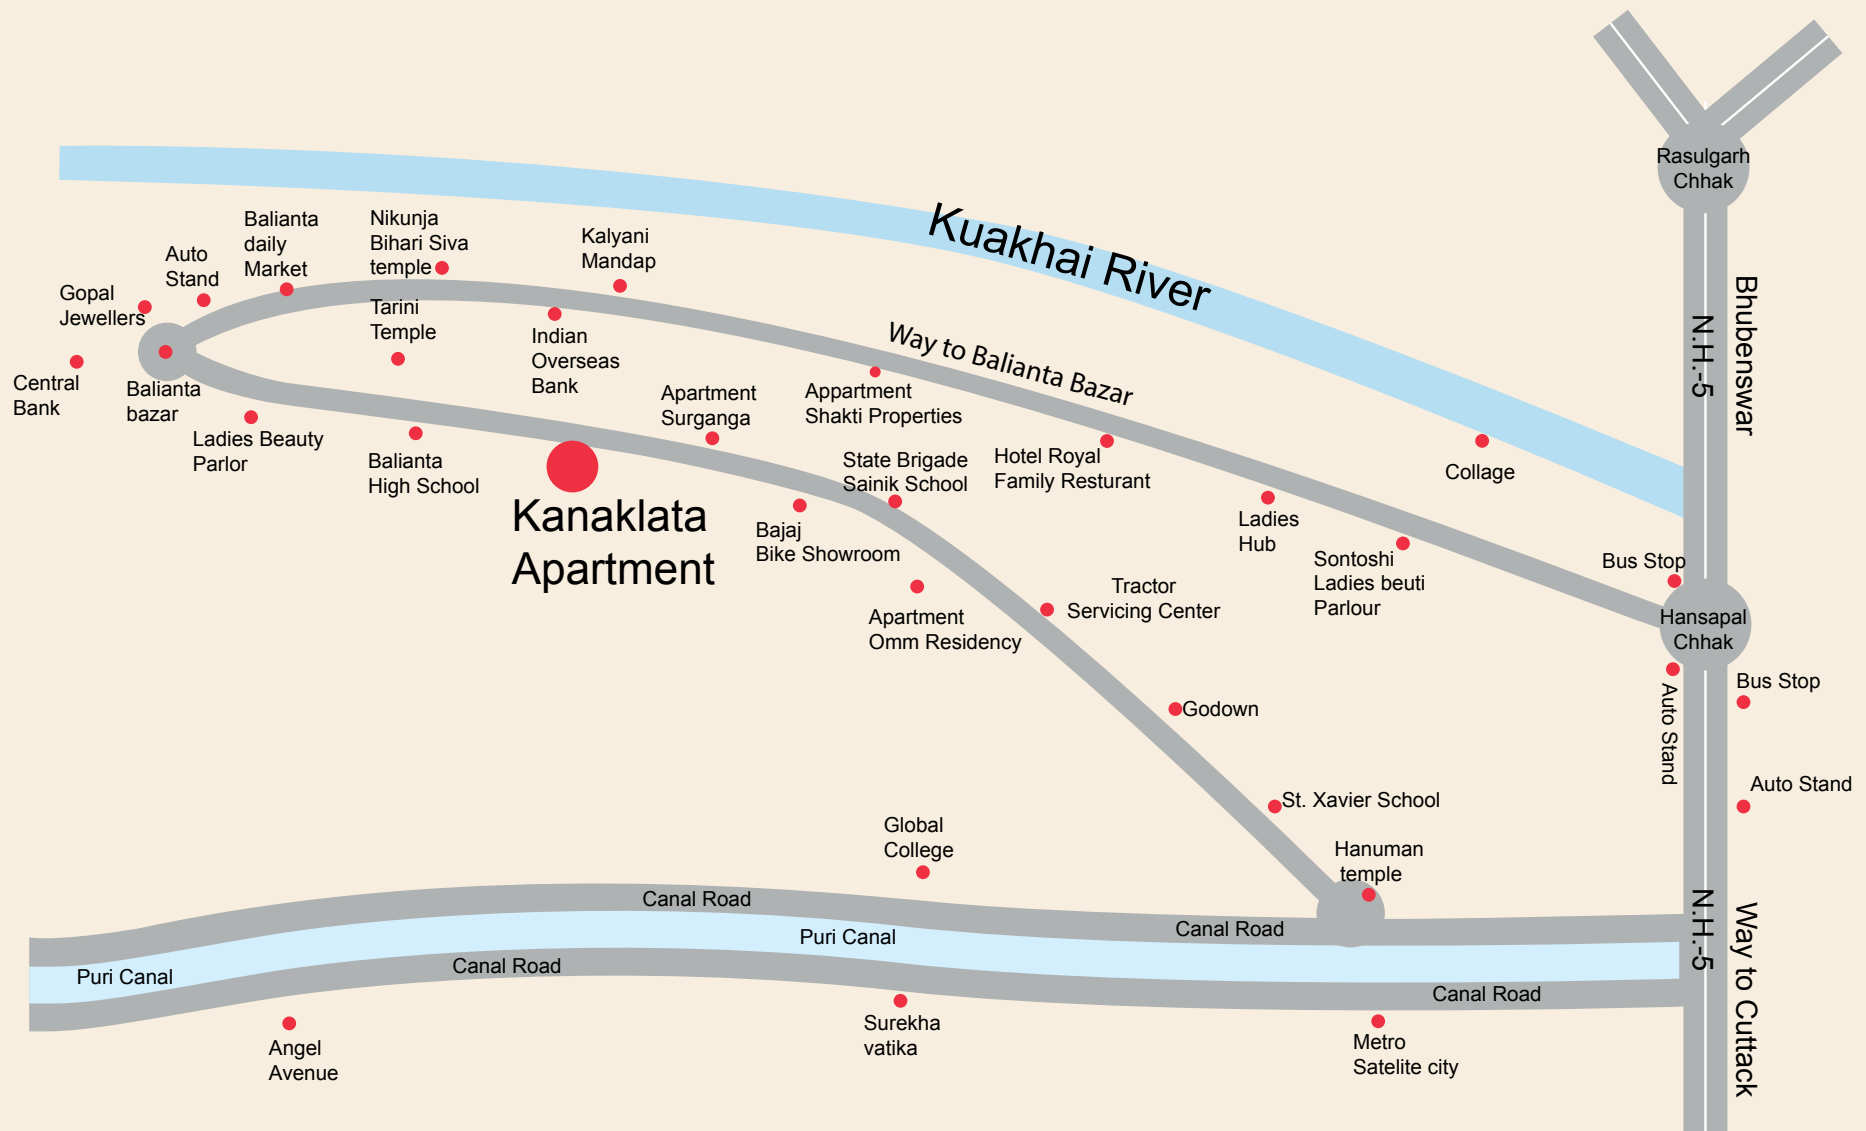 Rasulgarh
Chhak
Bhubenswar
N.H.-5
Kuakhai River
Way to Balianta Bazar
Balianta
daily
Market
Nikunja
Bihari Siva
temple
Auto
Stand
Kalyani
Mandap
Gopal
Jewellers
Tarini
Temple
Indian
Overseas
Bank
Central
Bank
Balianta
bazar
Apartment
Surganga
Appartment
Shakti Properties
Ladies Beauty
Parlor
Balianta
High School
State Brigade
Sainik School
Hotel Royal
Family Resturant
Collage
Kanaklata
Apartment
Bajaj
Bike Showroom
Ladies
Hub
Sontoshi
Ladies beuti
Parlour
Bus Stop
Hansapal
Chhak
Tractor
Servicing Center
Apartment
Omm Residency
Auto Stand
Bus Stop
Godown
Auto Stand
St. Xavier School
Global
College
Hanuman
temple
Canal Road
Canal Road
Puri Canal
N.H.-5
Way to Cuttack
Puri Canal
Canal Road
Canal Road
Surekha
vatika
Angel
Avenue
Metro
Satelite city